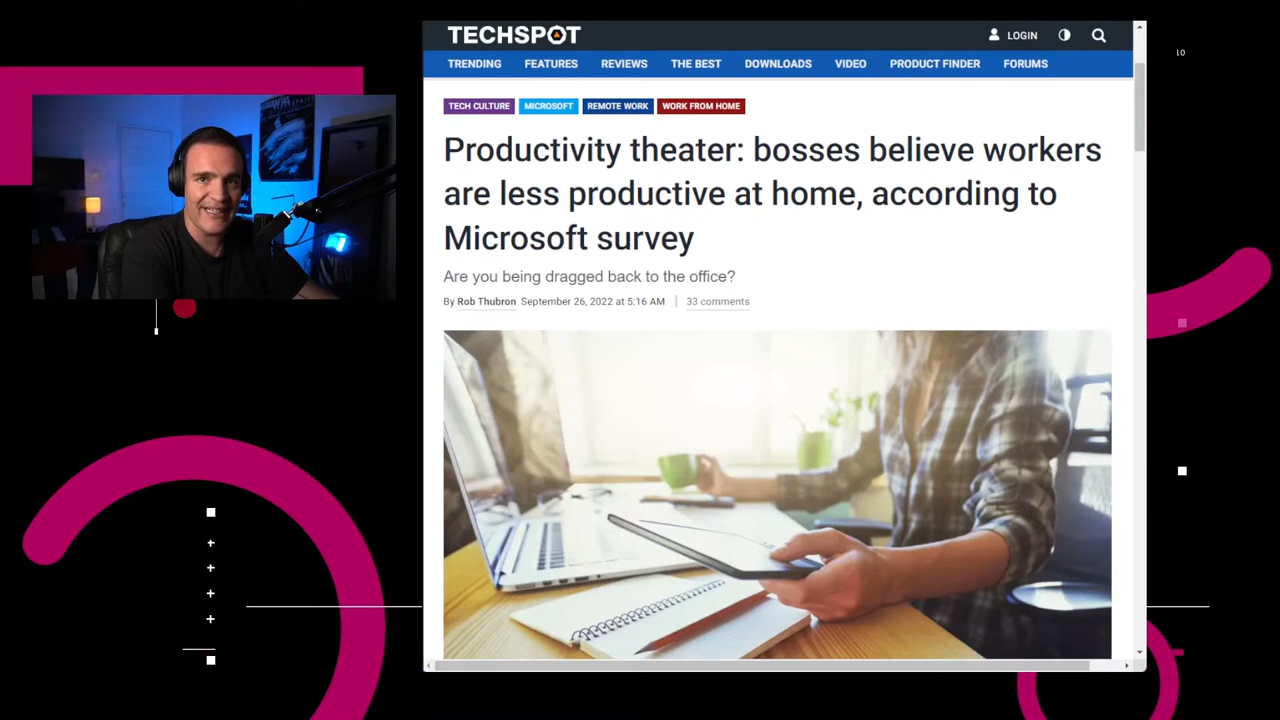 TECHSPOT
LOGIN
TRENDING FEATURES REVIEWS THE BEST DOWNLOADS VIDEO PRODUCT FINDER FORUMS
TECH CULTURE MICROSOFT REMOTE WORK WORK FROM HOME
Productivity theater: bosses believe workers
are less productive at home, according to
Microsoft survey
Are you being dragged back to the office?
By Rob Thubron September 26, 2022 at 5:16 AM 33 comments